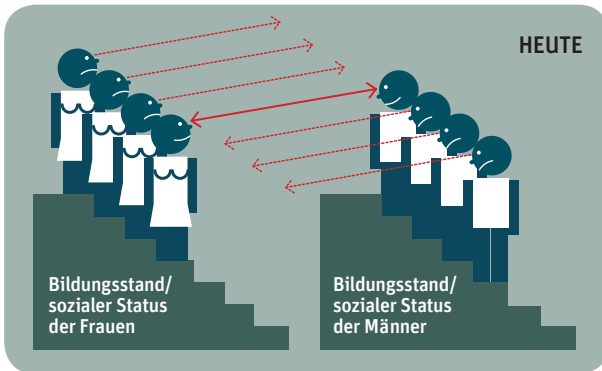 HEUTE
Bildungsstand/
sozialer Status
der Frauen
Bildungsstand/
sozialer Status
der Männer